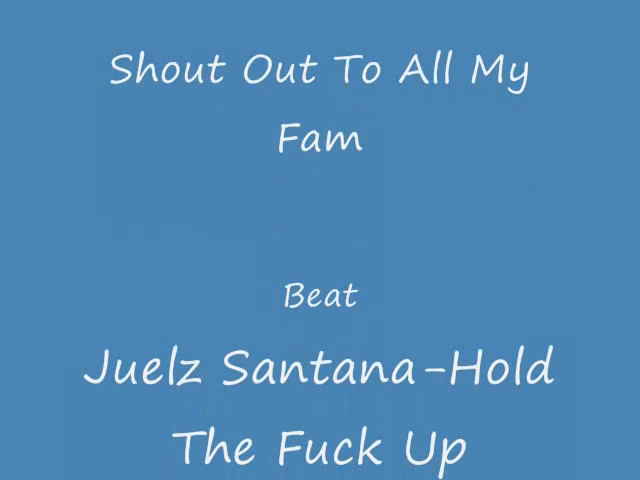 Shout Out To All My
Fam
Beat
Juelz Santana-Hold
The Fuck Up